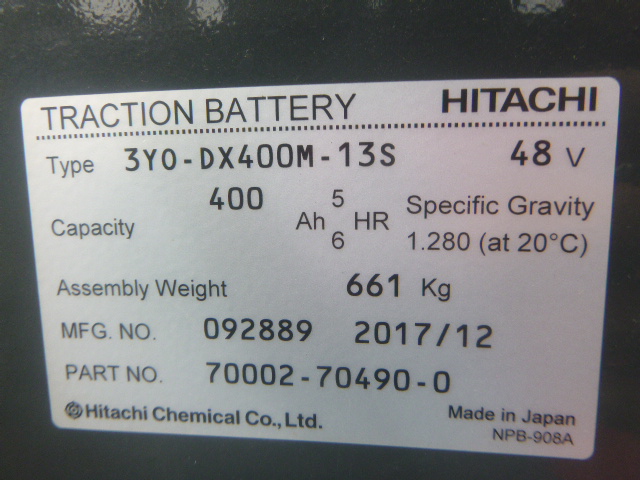 TRACTION BATTERY HITACHI
Type 3Y0-DX400M-13S 48 V
Capacity 400 Ah 5 HR Specific Gravity
6 1.280 (at 20°C)
Assembly Weight 661 Kg
MFG. NO. 092889 2017/12
PART NO. 70002-70490-0
Hitachi Chemical Co., Ltd. Made in Japan
NPB-908A